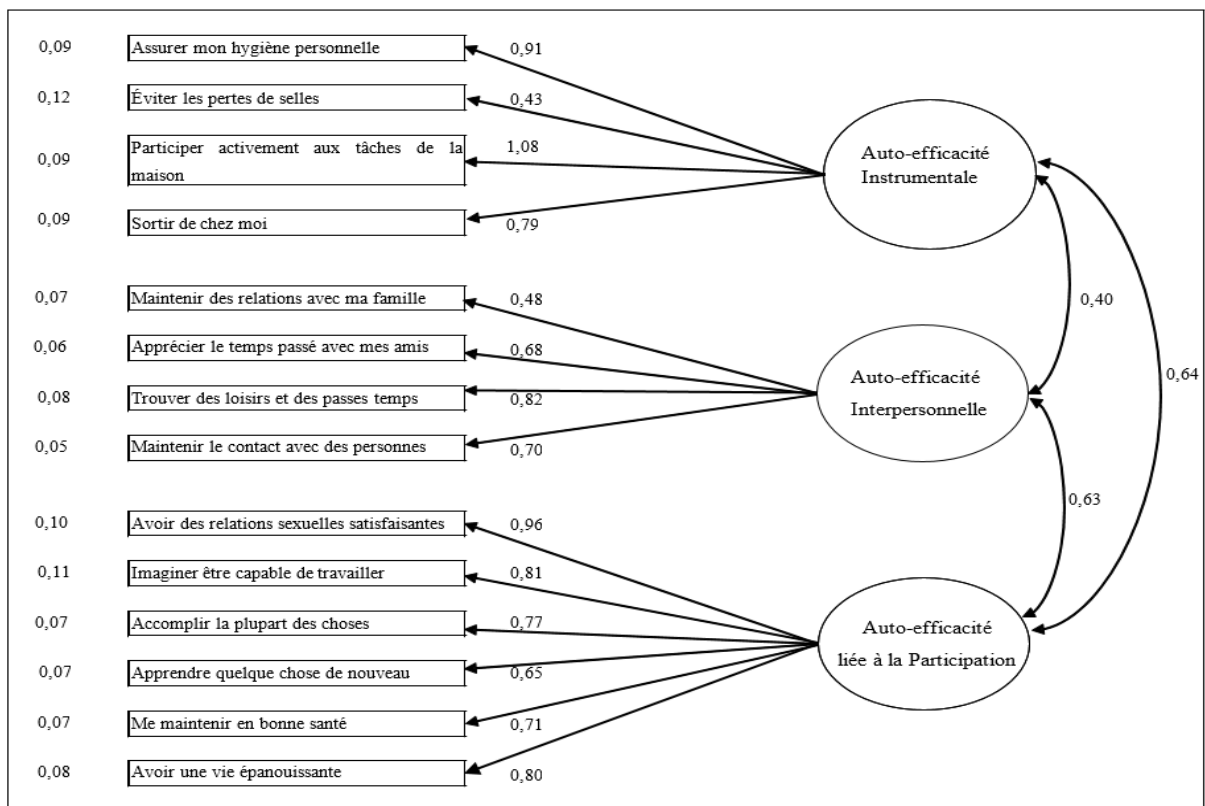 0,09 Assurer mon hygiène personnelle 0,91
0,12 Éviter les pertes de selles 0,43
0,09 Participer activement aux tâches de la
maison 1,08
0,09 Sortir de chez moi 0,79
Auto-efficacité
Instrumentale
0,07 Maintenir des relations avec ma famille 0,48
0,06 Apprécier le temps passé avec mes amis 0,68
0,08 Trouver des loisirs et des passes temps 0,82
0,05 Maintenir le contact avec des personnes 0,70
Auto-efficacité
Interpersonnelle
0,40
0,64
0,63
0,10 Avoir des relations sexuelles satisfaisantes 0,96
0,11 Imaginer être capable de travailler 0,81
0,07 Accomplir la plupart des choses 0,77
0,07 Apprendre quelque chose de nouveau 0,65
0,07 Me maintenir en bonne santé 0,71
0,08 Avoir une vie épanouissante 0,80
Auto-efficacité
liée à la Participation